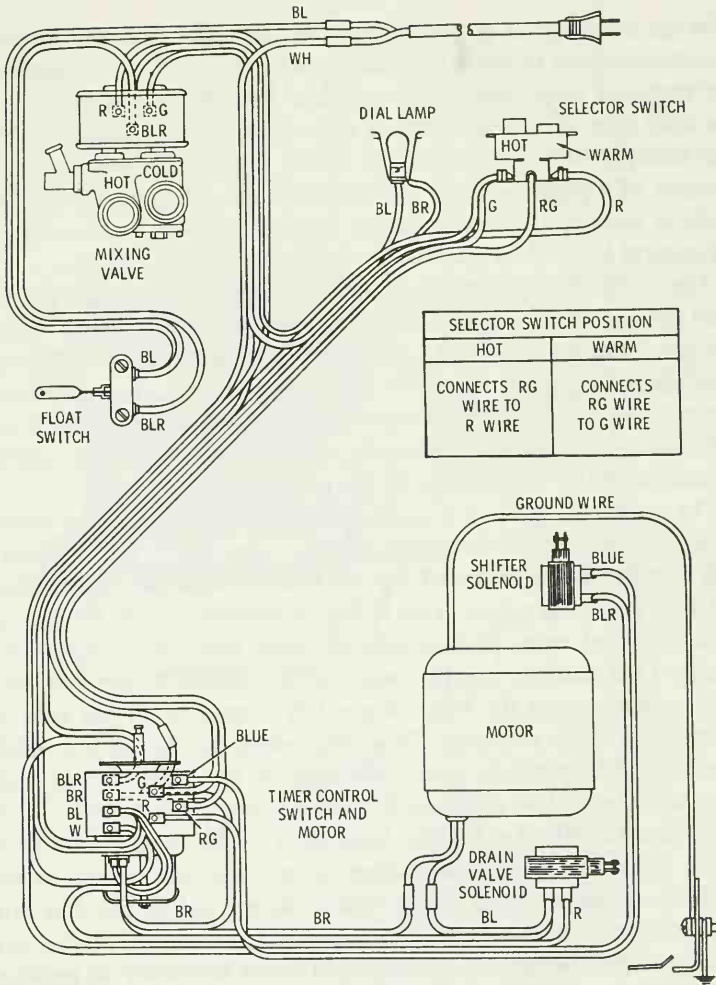 BL
WH
R
G
BLR
HOT
COLD
MIXING
VALVE
DIAL LAMP
BL
BR
SELECTOR SWITCH
HOT
WARM
G
RG
R
BL
BLR
FLOAT
SWITCH
SELECTOR SWITCH POSITION
HOT
WARM
CONNECTS RG
WIRE TO
R WIRE
CONNECTS
RG WIRE
TO G WIRE
GROUND WIRE
SHIFTER
SOLENOID
BLUE
BLR
MOTOR
BLUE
BLR
BR
BL
W
G
R
RG
TIMER CONTROL
SWITCH AND
MOTOR
DRAIN
VALVE
SOLENOID
BR
BR
BL
R